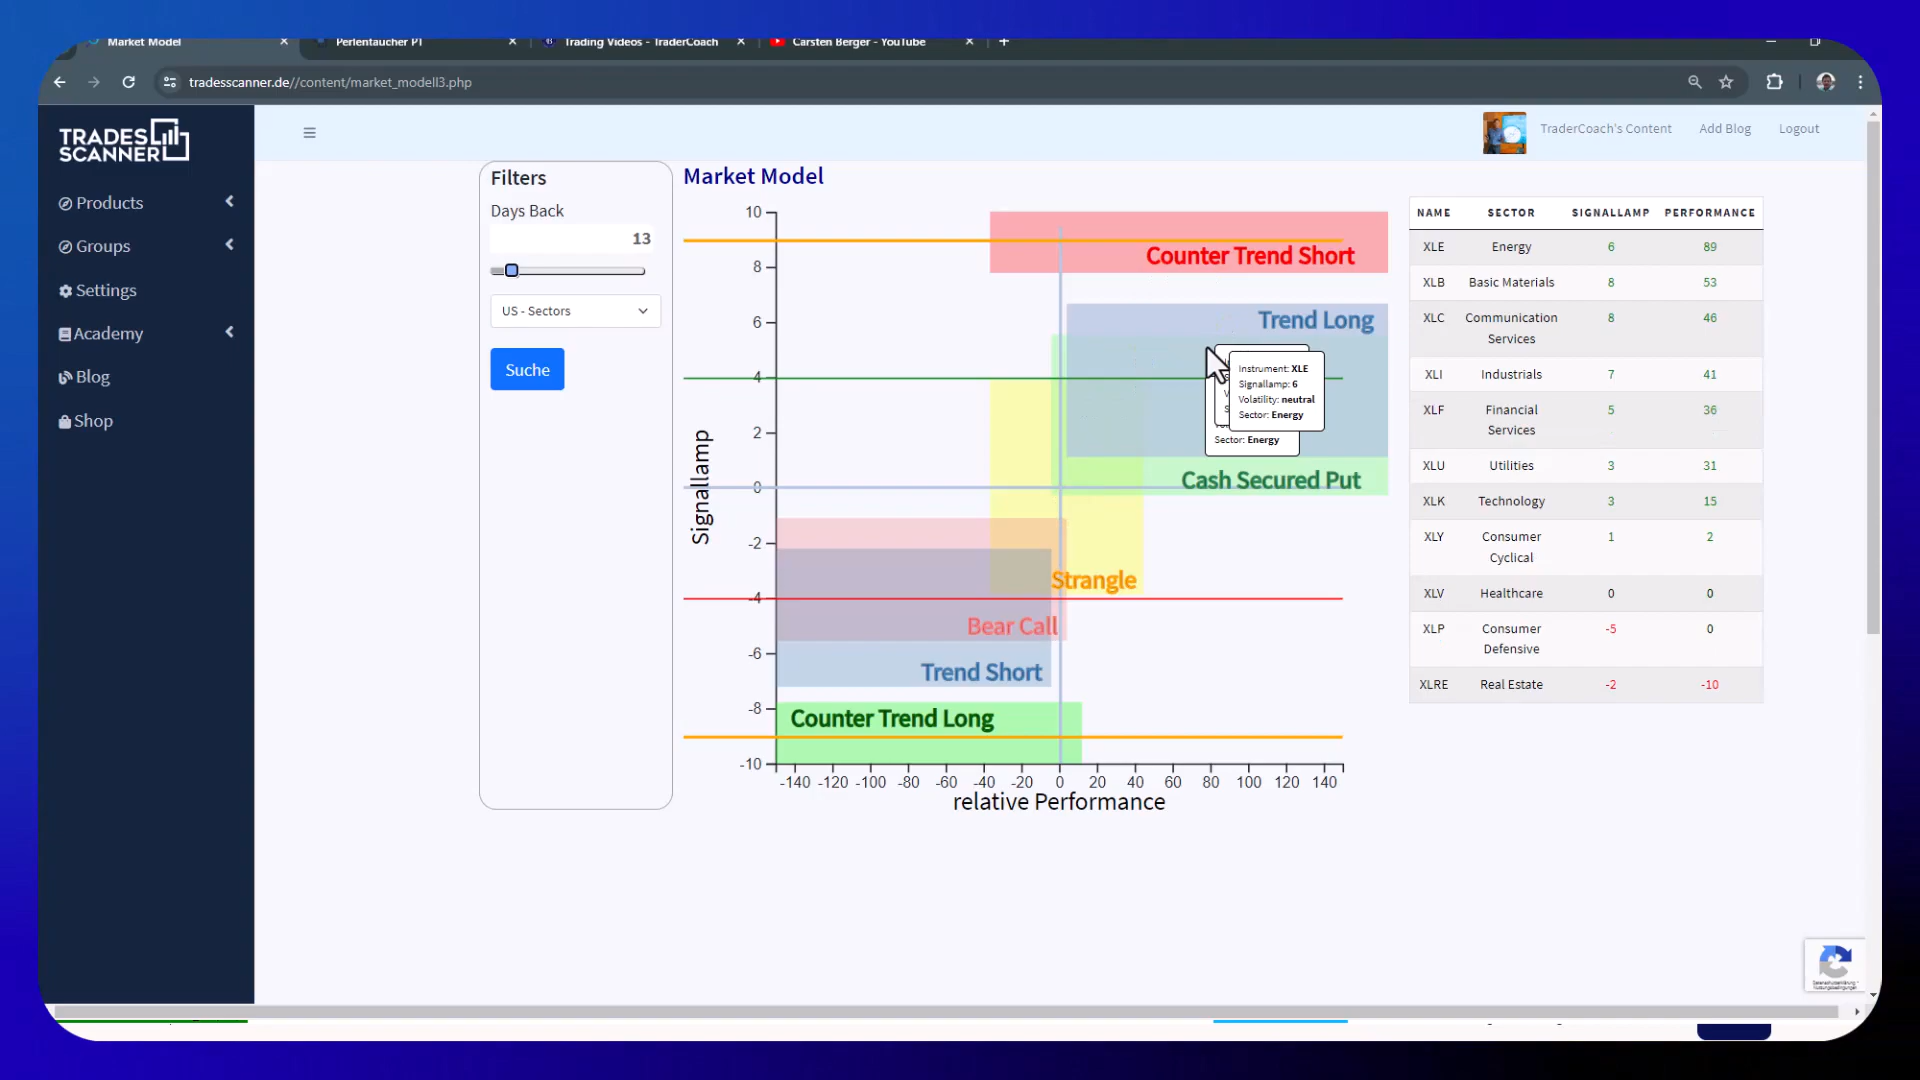 Market Model
Perlentaucher P1
Trading Videos - TraderCoach
Carsten Berger - YouTube
tradesscanner.de//content/market_modell3.php
TRADES
SCANNER
Products
Groups
Settings
Academy
Blog
Shop
TraderCoach's Content
Add Blog
Logout
Filters
Days Back
13
US - Sectors
Suche
Market Model
Signallamp
10
8
6
4
2
0
-2
-4
-6
-8
-10
Counter Trend Short
Trend Long
Instrument: XLE
Signallamp: 6
Volatility: neutral
Sector: Energy
Sector: Energy
Cash Secured Put
Strangle
Bear Call
Trend Short
Counter Trend Long
-140 -120 -100 -80 -60 -40 -20 0 20 40 60 80 100 120 140
relative Performance
NAME SECTOR SIGNALLAMP PERFORMANCE
XLE Energy 6 89
XLB Basic Materials 8 53
XLC Communication Services 8 46
XLI Industrials 7 41
XLF Financial Services 5 36
XLU Utilities 3 31
XLK Technology 3 15
XLY Consumer Cyclical 1 2
XLV Healthcare 0 0
XLP Consumer Defensive -5 0
XLRE Real Estate -2 -10